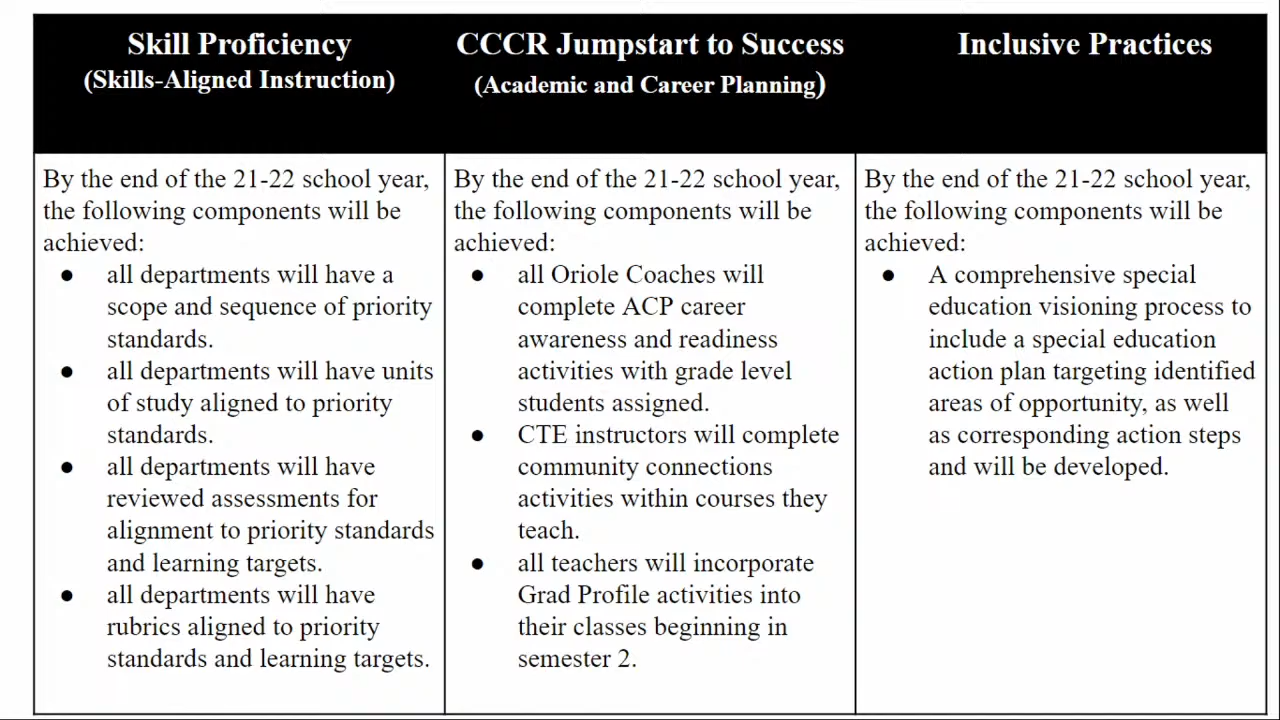 Skill Proficiency
(Skills-Aligned Instruction)
CCCR Jumpstart to Success
(Academic and Career Planning)
Inclusive Practices
By the end of the 21-22 school year,
the following components will be
achieved:
● all departments will have a
scope and sequence of priority
standards.
● all departments will have units
of study aligned to priority
standards.
● all departments will have
reviewed assessments for
alignment to priority standards
and learning targets.
● all departments will have
rubrics aligned to priority
standards and learning targets.
By the end of the 21-22 school year,
the following components will be
achieved:
● all Oriole Coaches will
complete ACP career
awareness and readiness
activities with grade level
students assigned.
● CTE instructors will complete
community connections
activities within courses they
teach.
● all teachers will incorporate
Grad Profile activities into
their classes beginning in
semester 2.
By the end of the 21-22 school year,
the following components will be
achieved:
● A comprehensive special
education visioning process to
include a special education
action plan targeting identified
areas of opportunity, as well
as corresponding action steps
and will be developed.